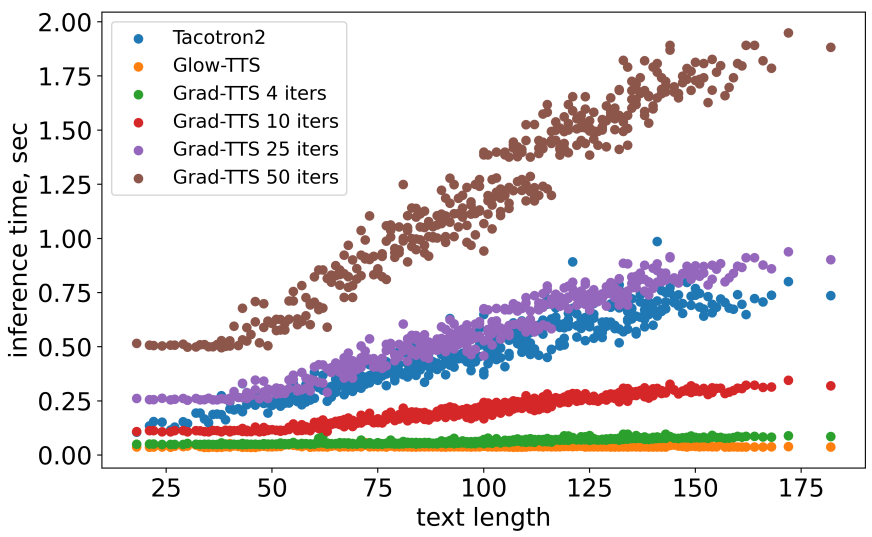 2.00
1.75
1.50
1.25
1.00
0.75
0.50
0.25
0.00
inference time, sec
Tacotron2
Glow-TTS
Grad-TTS 4 iters
Grad-TTS 10 iters
Grad-TTS 25 iters
Grad-TTS 50 iters
25 50 75 100 125 150 175
text length